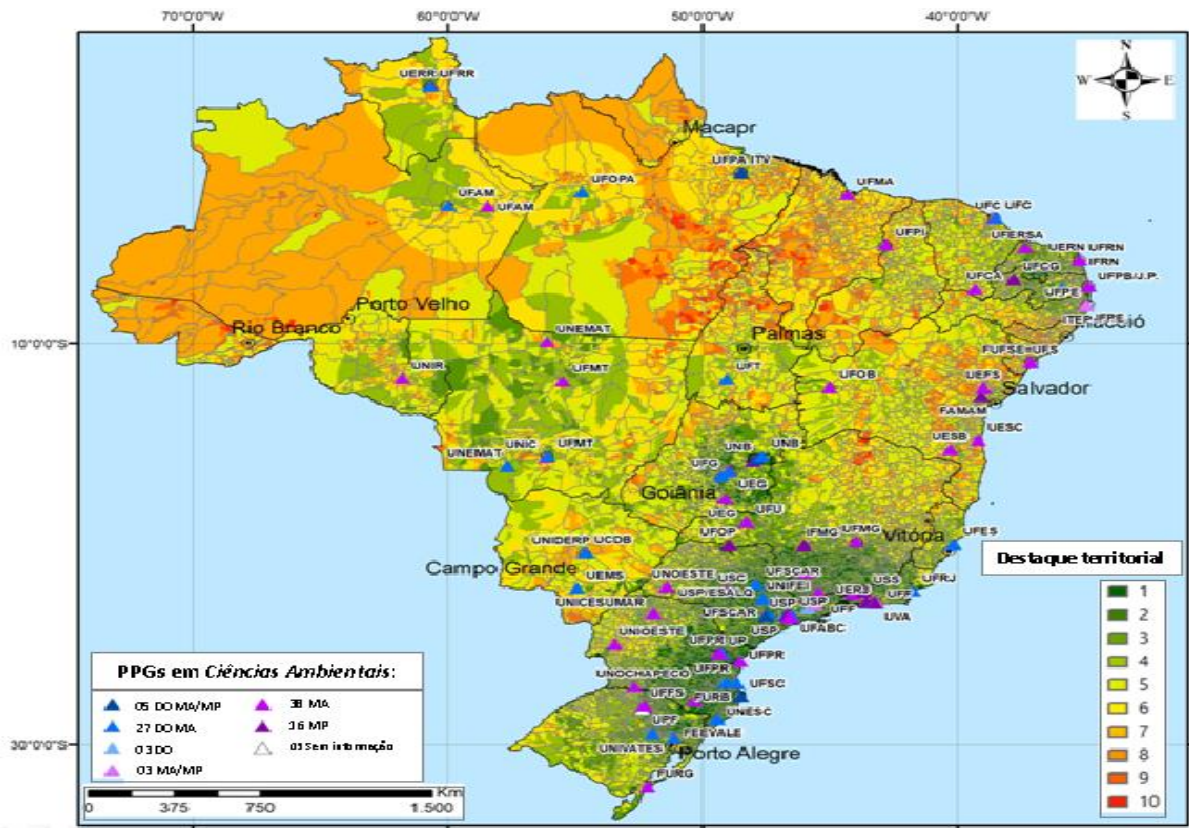 70°0'0"W 60°0'0"W 50°0'0"W 40°0'0"W
N
W E
S
UERR UFRR
Macapr
UFPA ITV
UFOPA
UFAM
UFAM
UFMA
UFC UFC
UFPI
UFERSA
UERN UFRN
IFRN
UFCG
UFCA
UFPB/J.P.
UFPE
ITEP IFPE
Porto Velho
Rio Branco
10°0'0"S
UNEMAT
Palmas
FUFSE UFS
UNIR
UFMT
UFT
UFOB
UEFS
Salvador
FAMAM
UESC
UESB
UNIC UFMT
UNEMAT
UNB UNB
UFG
UEG
Goiânia
UEG UFU
UFOP
IFMG UFMG
Vitória
UFES
UNIDERP UCDB
Campo Grande
UEMS
UNOESTE USC UFSCAR
USP/ESALQ UNIFEI
UERJ USS
UFRJ
UNICESUMAR
UFSCAR USP USP UFF UFF
IUVA
UNIOESTE
USP UFABC
UFPR UP
UFPR
UFPR
UNOCHAPECO
UFFS
UFSC
FURB
UNESC
UPF
FEEVALE
UNIVATES
30°0'0"S
Porto Alegre
FURG
Destaque territorial
1
2
3
4
5
6
7
8
9
10
PPGs em Ciências Ambientais:
05 DO MA/MP
38 MA
27 DO MA
16 MP
03 DO
03 Sem informação
03 MA/MP
Km
0 375 750 1.500